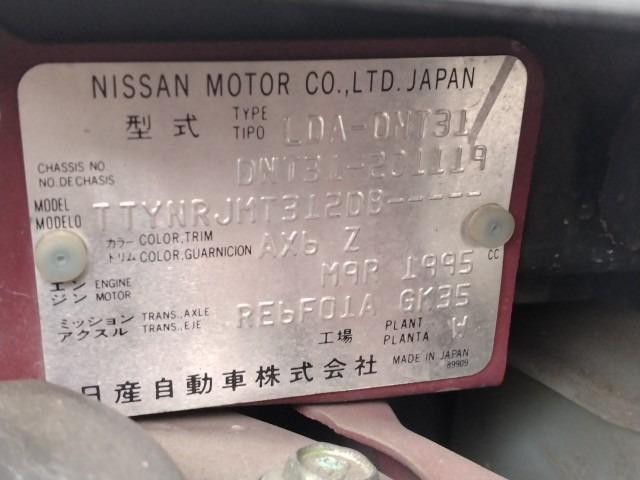 NISSAN MOTOR CO.,LTD. JAPAN
型式 TYPE TIPO LDA-DNT31
CHASSIS NO. NO. DE CHASIS DNT31-201119
MODEL MODELO TTYNRJMT312DB-----
カラー COLOR, TRIM
トリム COLOR, GUARNICION AX6 Z
エンジン ENGINE MOTOR M9R 1995 CC
ミッション TRANS., AXLE
アクスル TRANS., EJE RE6F01A GK35
工場 PLANT PLANTA W
日産自動車株式会社 MADE IN JAPAN
89909